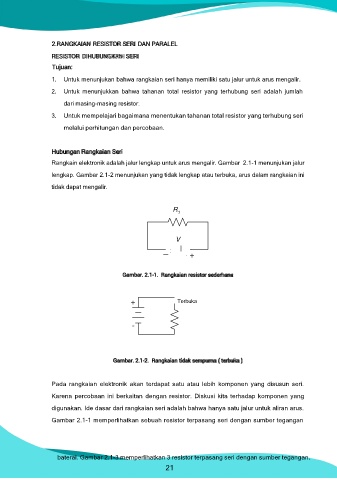 2.RANGKAIAN RESISTOR SERI DAN PARALEL
RESISTOR DIHUBUNGKAN SERI
Tujuan:
1. Untuk menunjukan bahwa rangkaian seri hanya memiliki satu jalur untuk arus mengalir.
2. Untuk menunjukkan bahwa tahanan total resistor yang terhubung seri adalah jumlah
dari masing-masing resistor
3. Untuk mempelajari bagaimana menentukan tahanan total resistor yang terhubung seri
melalui perhitungan dan percobaan.
Hubungan Rangkaian Seri
Rangkain elektronik adalah jalur lengkap untuk arus mengalir. Gambar 2.1-1 menunjukan jalur
lengkap. Gambar 2.1-2 menunjukan yang tidak lengkap atau terbuka, arus dalam rangkaian ini
tidak dapat mengalir.
R₁
V
− +
Gambar. 2.1-1. Rangkaian resistor sederhana
+ Terbuka
-
Gambar. 2.1-2. Rangkaian tidak sempurna ( terbuka )
Pada rangkaian elektronik akan terdapat satu atau lebih komponen yang disusun seri.
Karena percobaan ini berkaitan dengan resistor. Diskusi kita terhadap komponen yang
digunakan. Ide dasar dari rangkaian seri adalah bahwa hanya satu jalur untuk aliran arus.
Gambar 2.1-1 memperlihatkan sebuah resistor terpasang seri dengan sumber tegangan
baterai. Gambar 2.1-3 memperlihatkan 3 resistor terpasang seri dengan sumber tegangan,
21